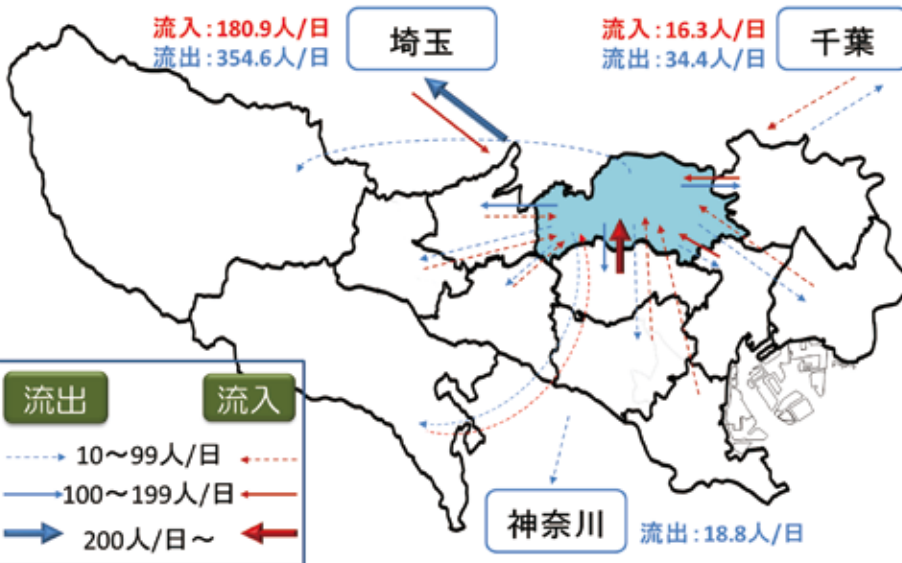 流入：180.9人/日
流出：354.6人/日
埼玉
流入：16.3人/日
流出：34.4人/日
千葉
流出
流入
10～99人/日
100～199人/日
200人/日～
神奈川
流出：18.8人/日